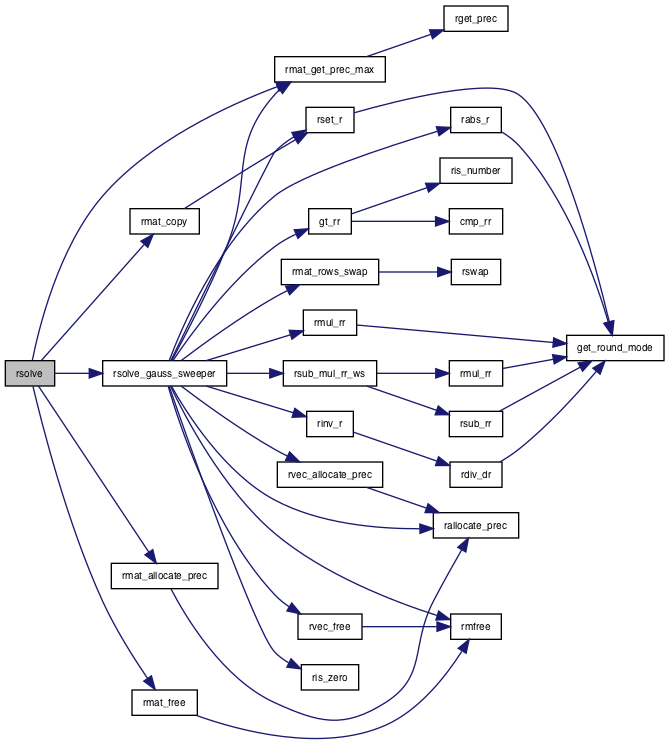 rget_prec
rmat_get_prec_max
rset_r
rabs_r
ris_number
rmat_copy
gt_rr
cmp_rr
rmat_rows_swap
rswap
rmul_rr
get_round_mode
rsolve
rsolve_gauss_sweeper
rsub_mul_rr_ws
rmul_rr
rinv_r
rsub_rr
rvec_allocate_prec
rdiv_dr
rallocate_prec
rmat_allocate_prec
rvec_free
rmfree
ris_zero
rmat_free